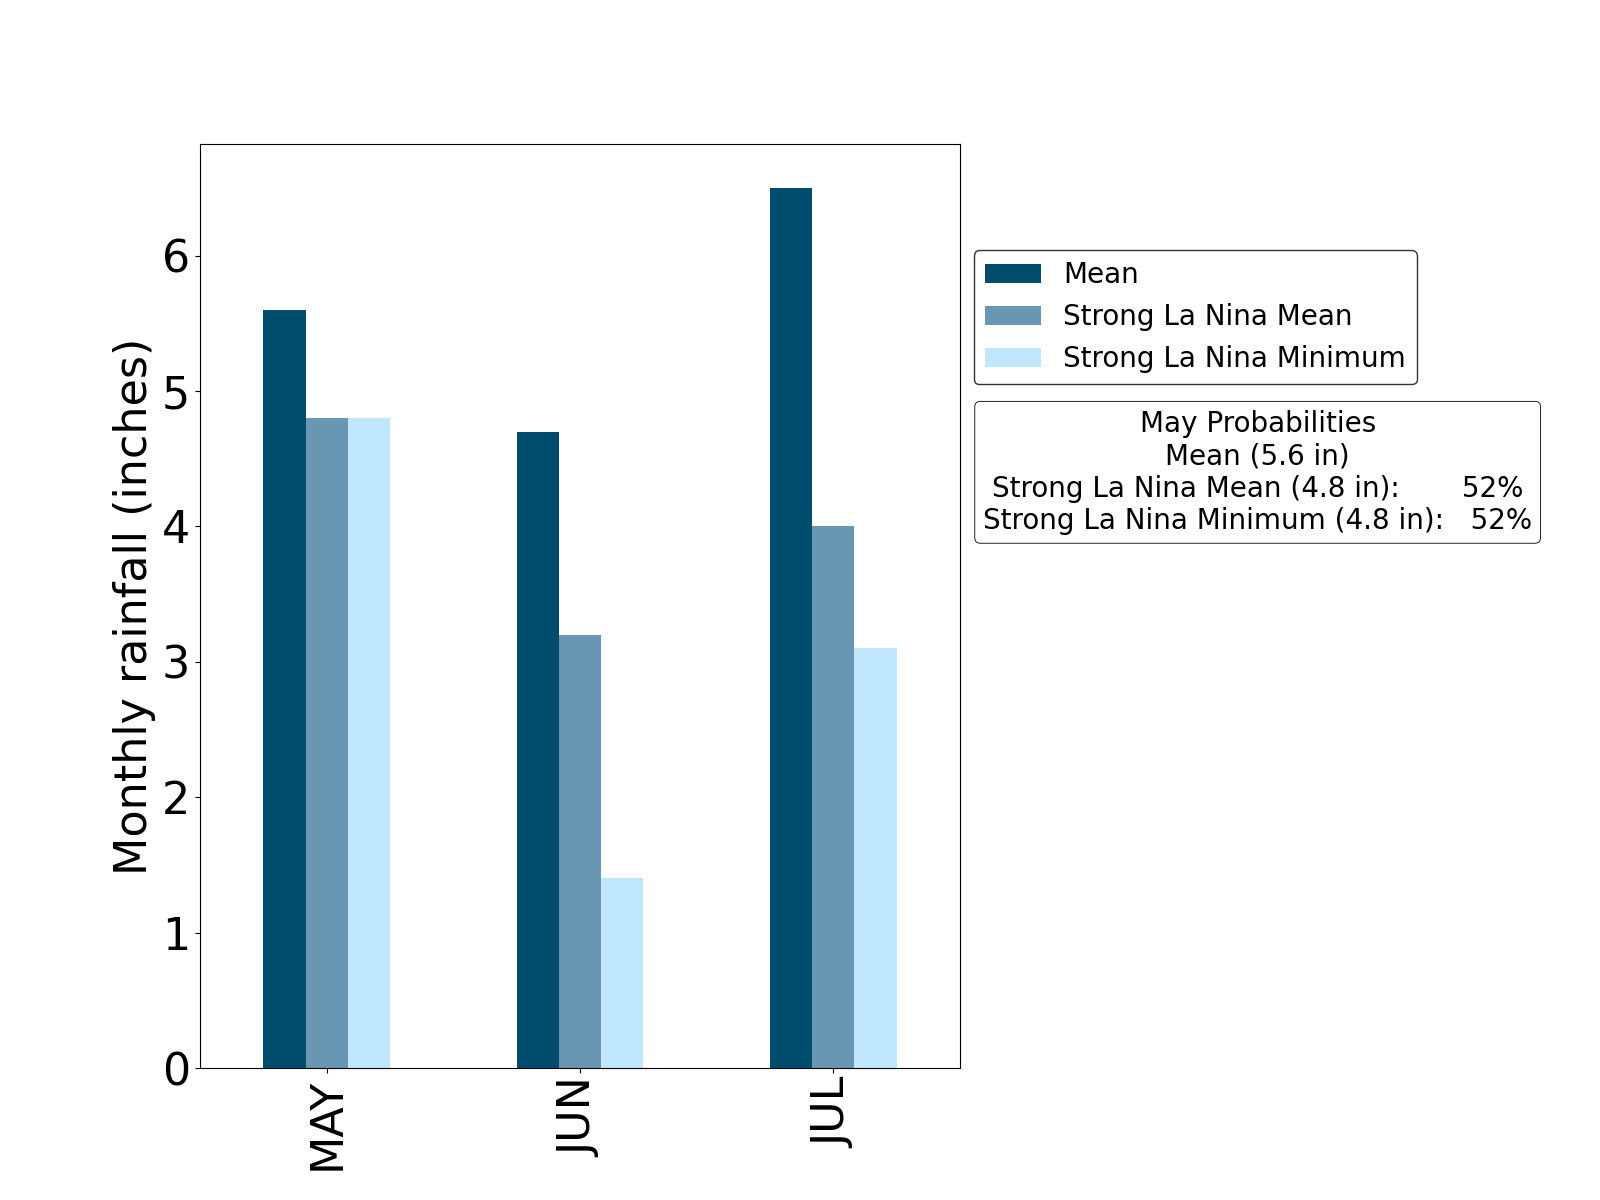 Monthly rainfall (inches)
6
5
4
3
2
1
0
MAY
JUN
JUL
Mean
Strong La Nina Mean
Strong La Nina Minimum
May Probabilities
Mean (5.6 in)
Strong La Nina Mean (4.8 in): 52%
Strong La Nina Minimum (4.8 in): 52%